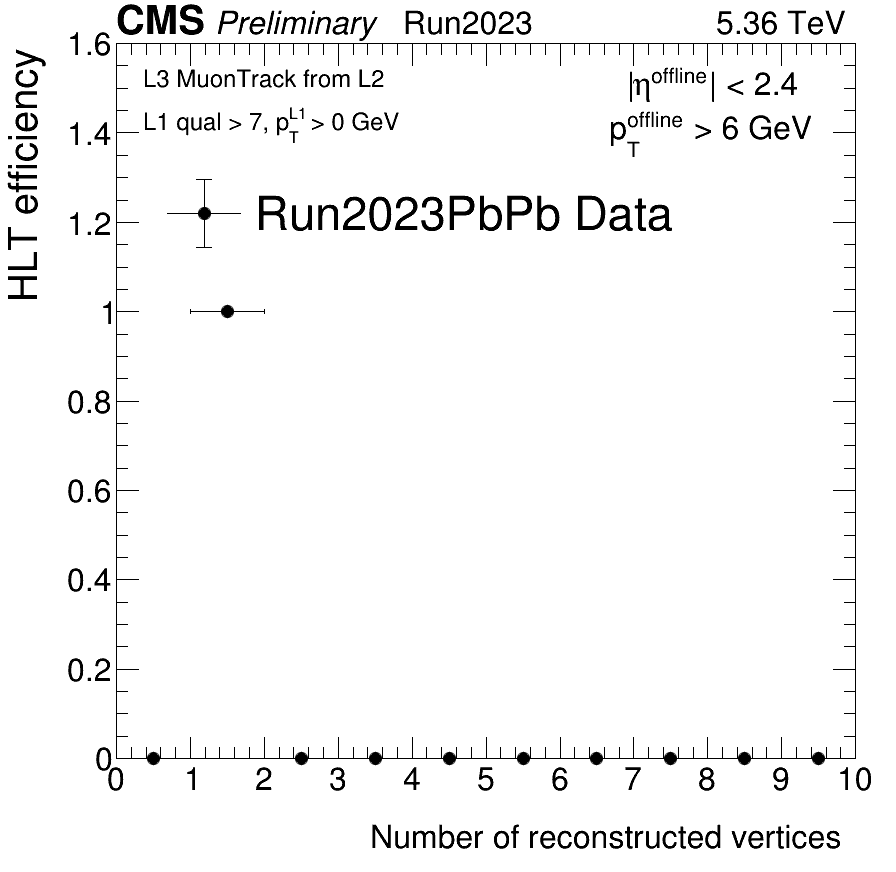 CMS Preliminary Run2023 5.36 TeV
L3 MuonTrack from L2
|η^offline| < 2.4
L1 qual > 7, p_T^L1 > 0 GeV
p_T^offline > 6 GeV
Run2023PbPb Data
HLT efficiency
1.6
1.4
1.2
1
0.8
0.6
0.4
0.2
0
0 1 2 3 4 5 6 7 8 9 10
Number of reconstructed vertices